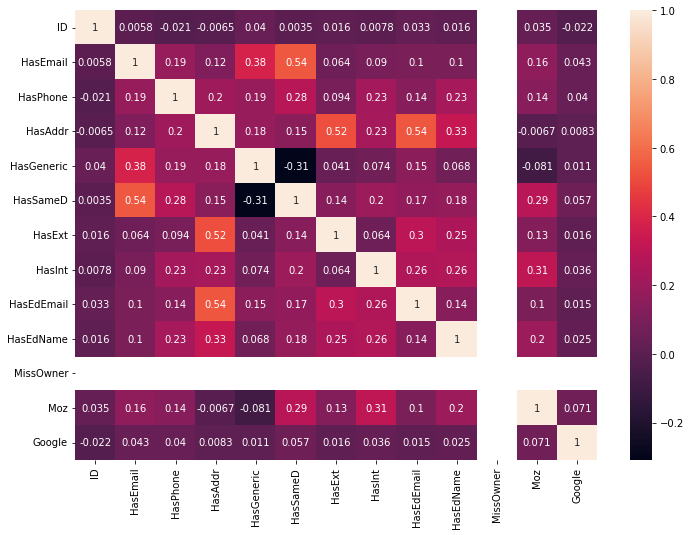 ID 1 0.0058 -0.021 -0.0065 0.04 0.0035 0.016 0.0078 0.033 0.016 0.035 -0.022
HasEmail 0.0058 1 0.19 0.12 0.38 0.54 0.064 0.09 0.1 0.1 0.16 0.043
HasPhone -0.021 0.19 1 0.2 0.19 0.28 0.094 0.23 0.14 0.23 0.14 0.04
HasAddr -0.0065 0.12 0.2 1 0.18 0.15 0.52 0.23 0.54 0.33 -0.0067 0.0083
HasGeneric 0.04 0.38 0.19 0.18 1 -0.31 0.041 0.074 0.15 0.068 -0.081 0.011
HasSameD 0.0035 0.54 0.28 0.15 -0.31 1 0.14 0.2 0.17 0.18 0.29 0.057
HasExt 0.016 0.064 0.094 0.52 0.041 0.14 1 0.064 0.3 0.25 0.13 0.016
HasInt 0.0078 0.09 0.23 0.23 0.074 0.2 0.064 1 0.26 0.26 0.31 0.036
HasEdEmail 0.033 0.1 0.14 0.54 0.15 0.17 0.3 0.26 1 0.14 0.1 0.015
HasEdName 0.016 0.1 0.23 0.33 0.068 0.18 0.25 0.26 0.14 1 0.2 0.025
MissOwner
Moz 0.035 0.16 0.14 -0.0067 -0.081 0.29 0.13 0.31 0.1 0.2 1 0.071
Google -0.022 0.043 0.04 0.0083 0.011 0.057 0.016 0.036 0.015 0.025 0.071 1
ID HasEmail HasPhone HasAddr HasGeneric HasSameD HasExt HasInt HasEdEmail HasEdName MissOwner Moz Google
1.0
0.8
0.6
0.4
0.2
0.0
−0.2